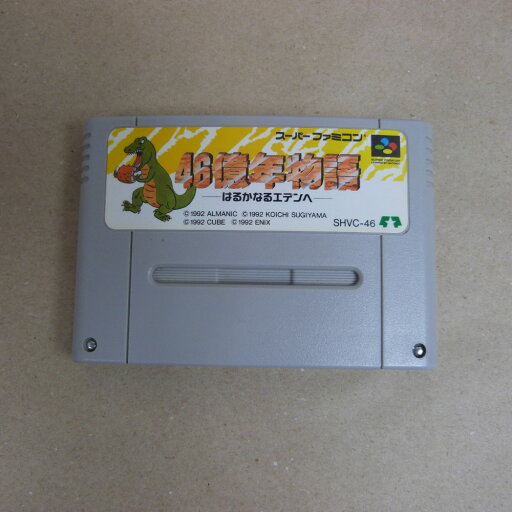 スーパーファミコン
46億年物語
はるかなるエデンへ
©1992 ALMANIC ©1992 KOICHI SUGIYAMA
©1992 CUBE ©1992 ENIX
SHVC-46